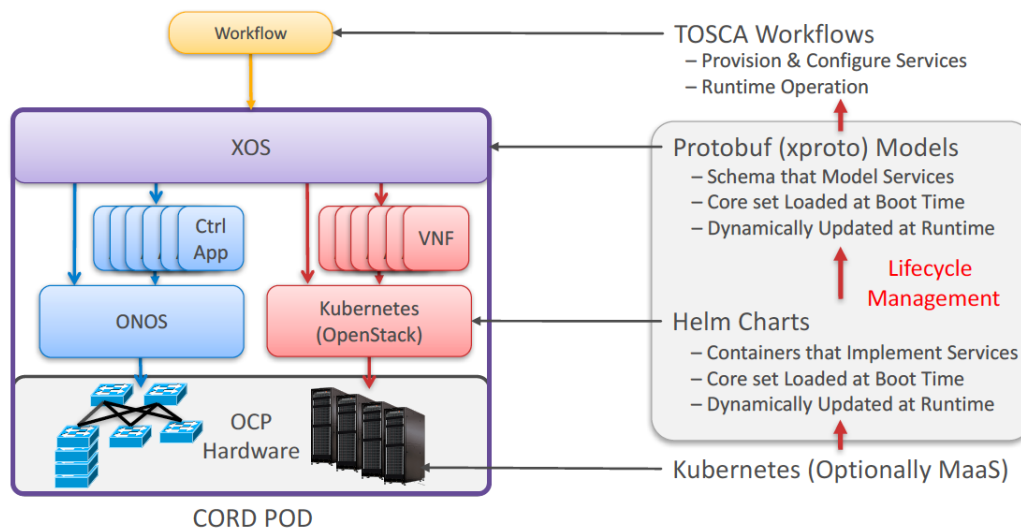 Workflow
TOSCA Workflows
– Provision & Configure Services
– Runtime Operation
XOS
Protobuf (xproto) Models
– Schema that Model Services
– Core set Loaded at Boot Time
– Dynamically Updated at Runtime
Ctrl
App
VNF
Lifecycle
Management
ONOS
Kubernetes
(OpenStack)
Helm Charts
– Containers that Implement Services
– Core set Loaded at Boot Time
– Dynamically Updated at Runtime
OCP
Hardware
Kubernetes (Optionally MaaS)
CORD POD